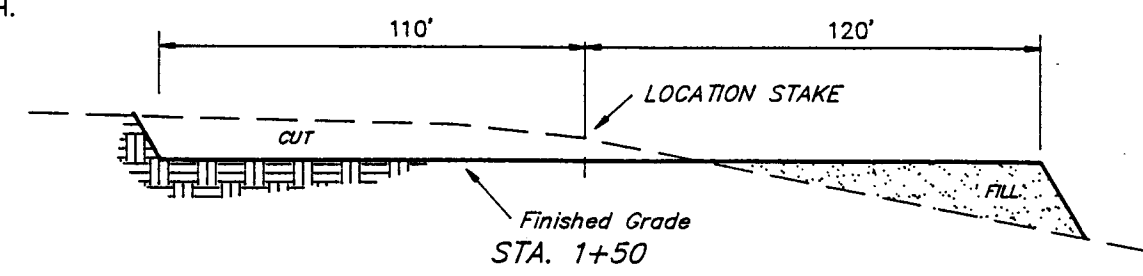 H.
110' 120'
LOCATION STAKE
CUT
FILL
Finished Grade
STA. 1+50